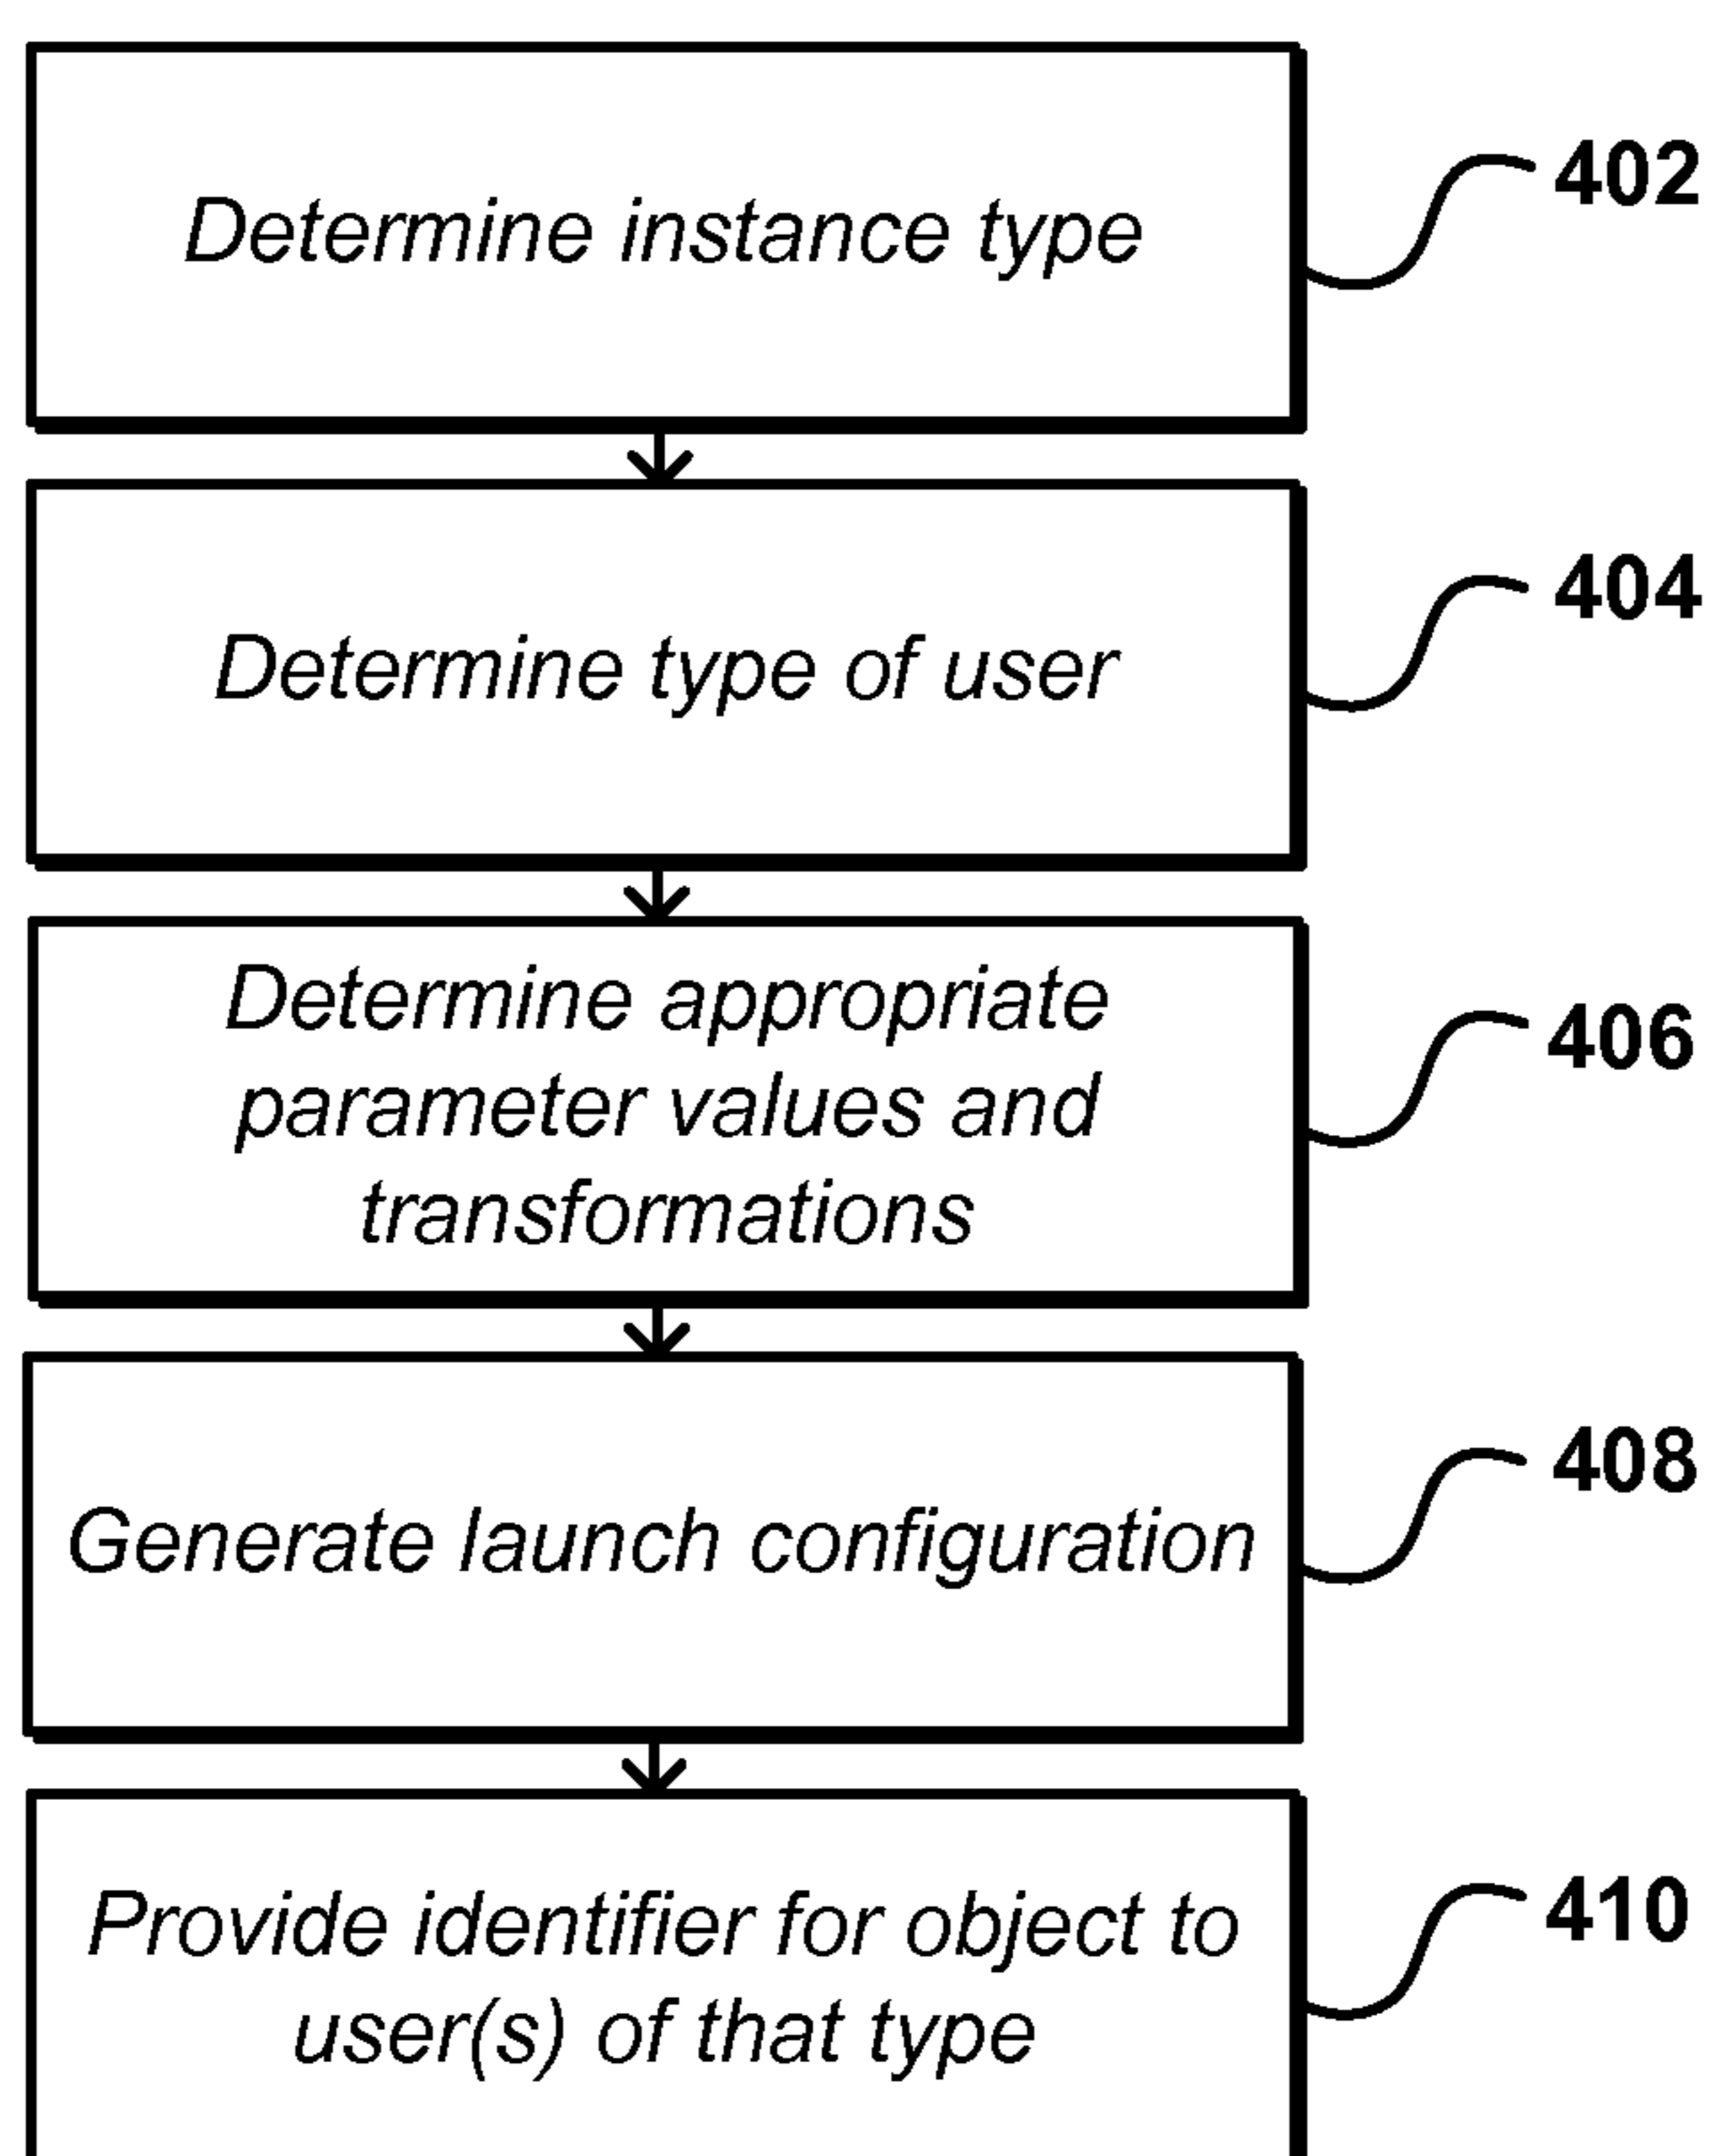 Determine instance type
402
Determine type of user
404
Determine appropriate
parameter values and
transformations
406
Generate launch configuration
408
Provide identifier for object to
user(s) of that type
410